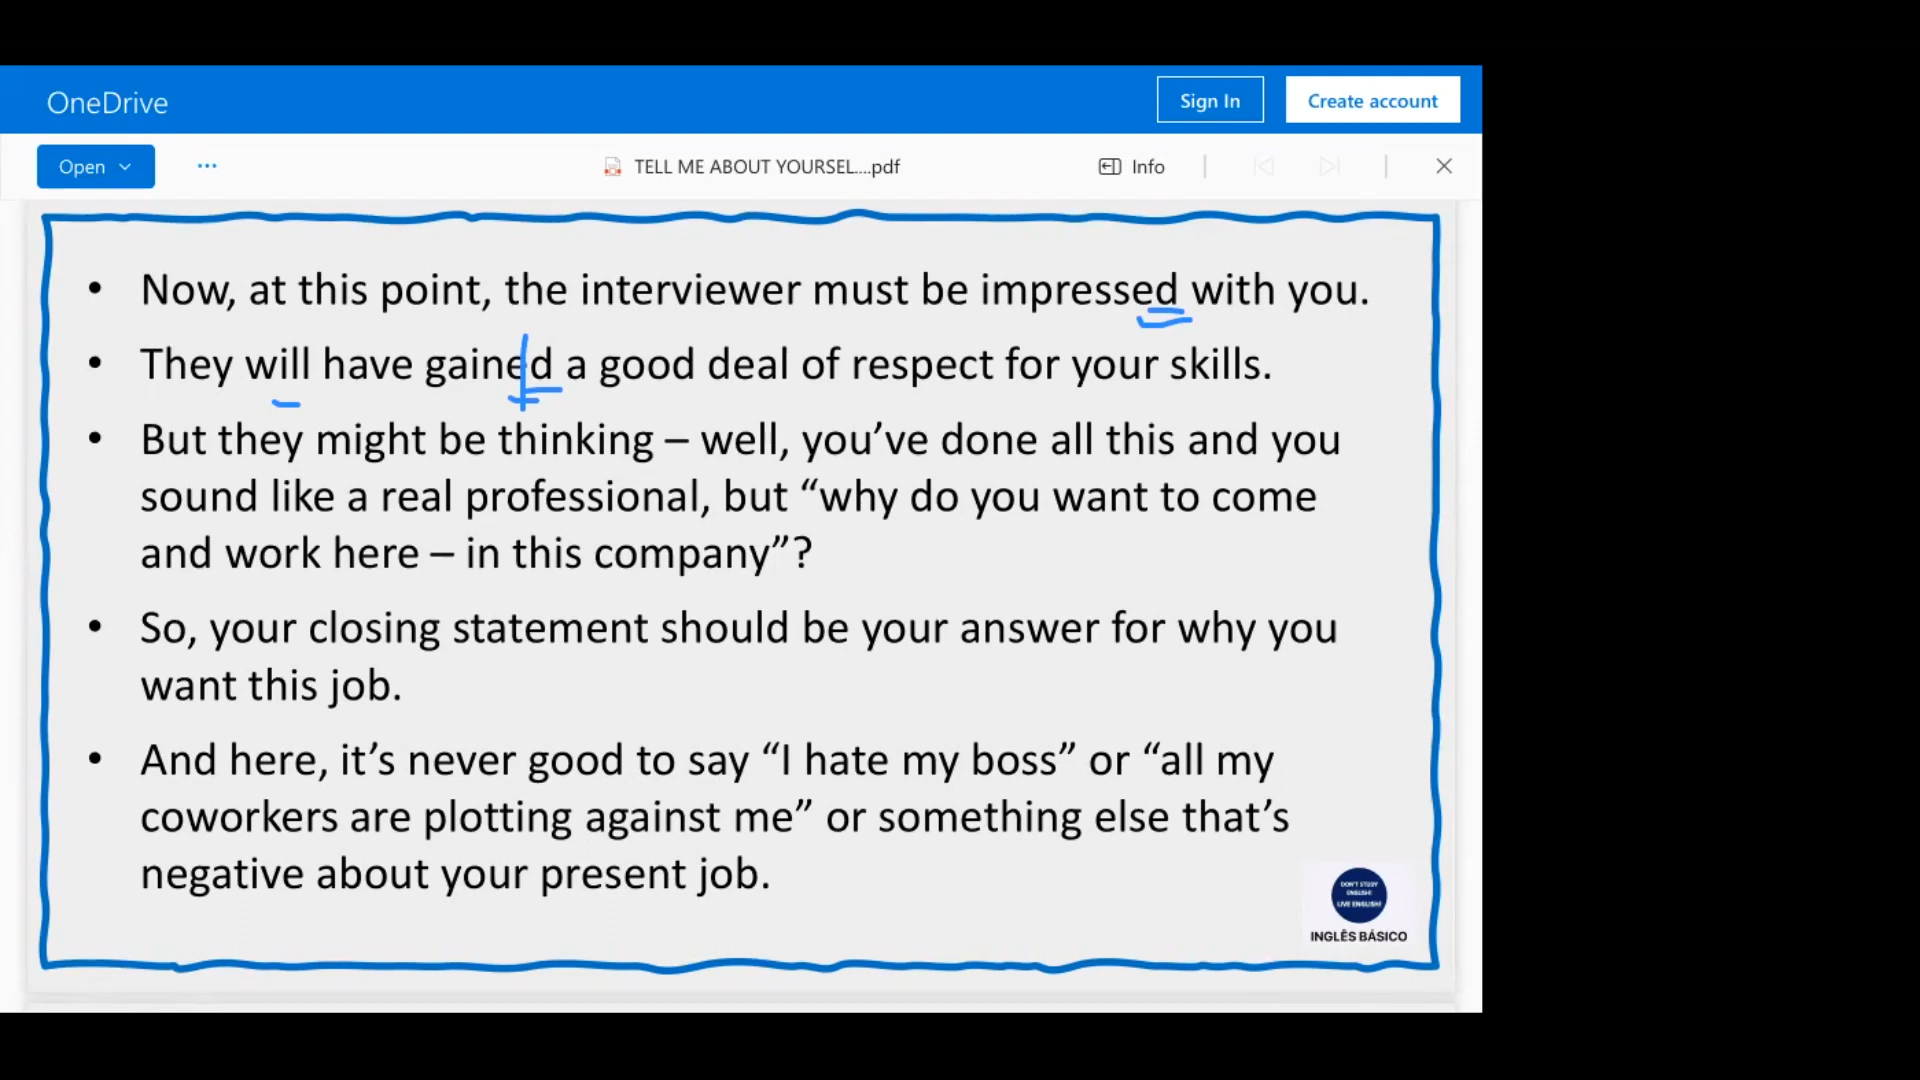 OneDrive
Sign In
Create account
Open
...
TELL ME ABOUT YOURSEL....pdf
Info
• Now, at this point, the interviewer must be impressed with you.
• They will have gained a good deal of respect for your skills.
• But they might be thinking – well, you’ve done all this and you
sound like a real professional, but “why do you want to come
and work here – in this company”?
• So, your closing statement should be your answer for why you
want this job.
• And here, it’s never good to say “I hate my boss” or “all my
coworkers are plotting against me” or something else that’s
negative about your present job.
DON'T STUDY
ENGLISH!
LIVE ENGLISH!
INGLÊS BÁSICO